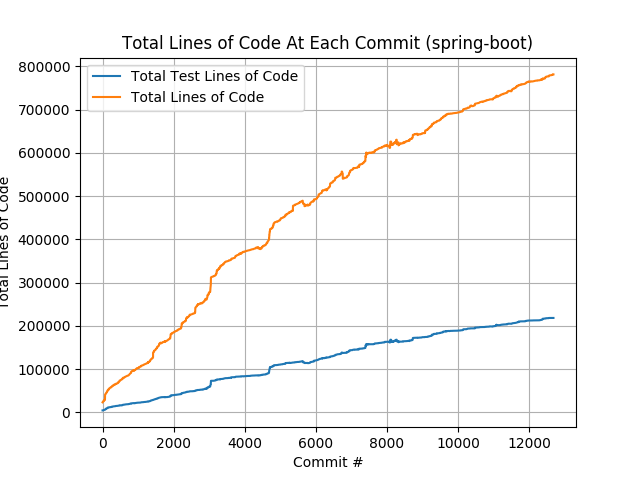 Total Lines of Code At Each Commit (spring-boot)
Total Test Lines of Code
Total Lines of Code
800000
700000
600000
500000
400000
300000
200000
100000
0
Total Lines of Code
0 2000 4000 6000 8000 10000 12000
Commit #